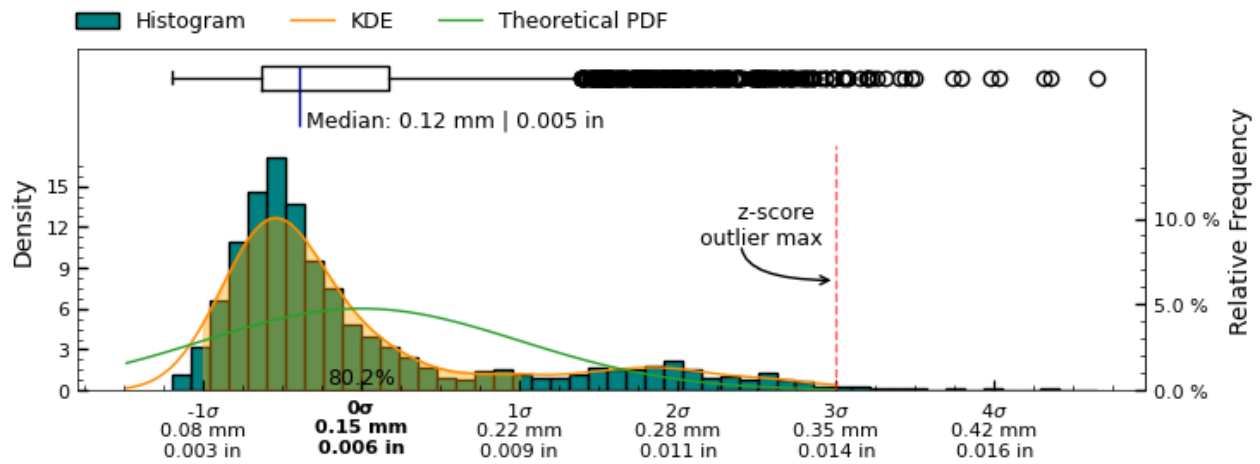 Histogram KDE Theoretical PDF
Median: 0.12 mm | 0.005 in
Density
15
12
9
6
3
0
z-score
outlier max
80.2%
10.0 %
5.0 %
0.0 %
Relative Frequency
-1σ 0σ 1σ 2σ 3σ 4σ
0.08 mm 0.15 mm 0.22 mm 0.28 mm 0.35 mm 0.42 mm
0.003 in 0.006 in 0.009 in 0.011 in 0.014 in 0.016 in